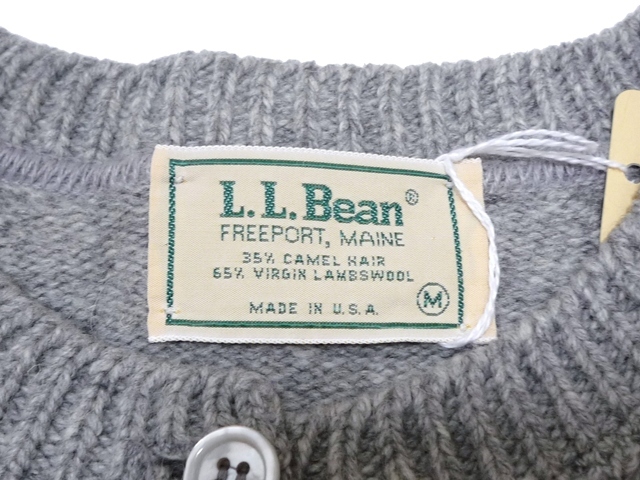 L.L.Bean®
FREEPORT, MAINE
35% CAMEL HAIR
65% VIRGIN LAMBSWOOL
MADE IN U.S.A.
M